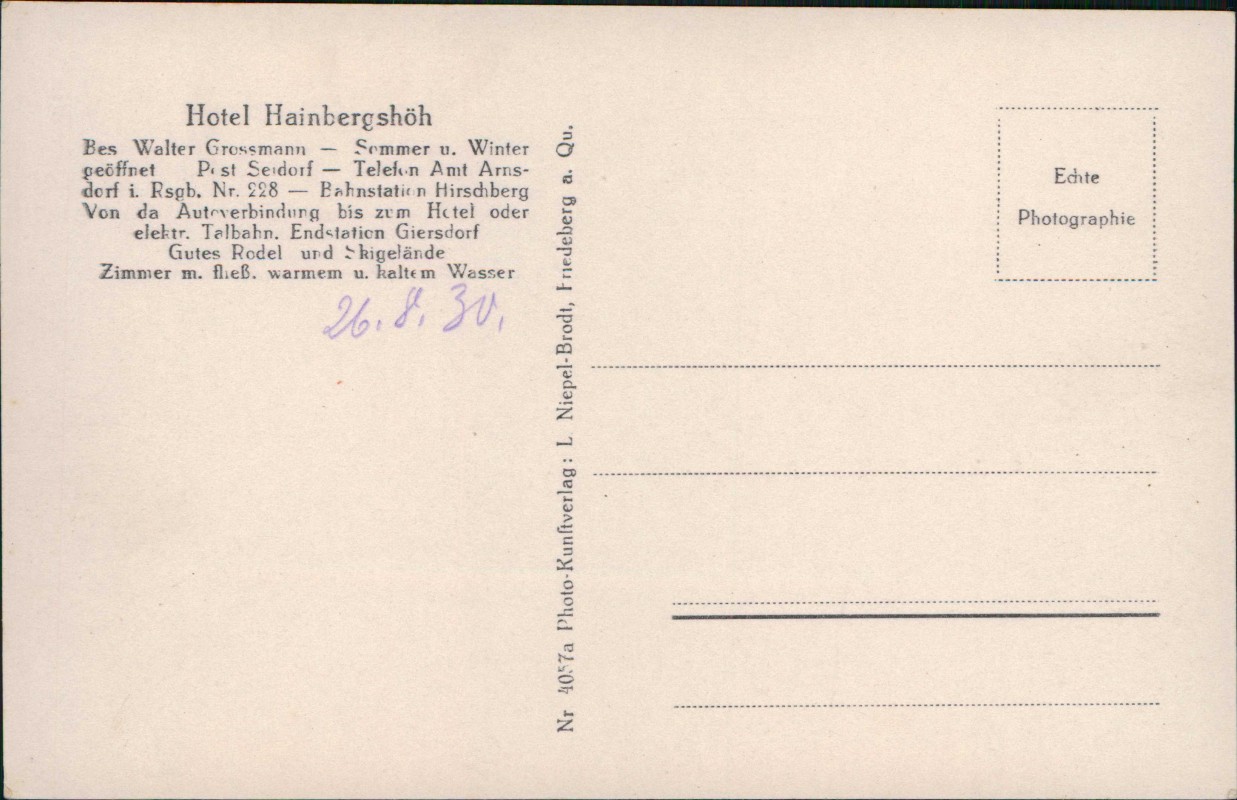 Hotel Hainbergshöh
Bes Walter Grossmann — Sommer u. Winter
geöffnet Post Seidorf — Telefon Amt Arns-
dorf i. Rsgb. Nr. 228 — Bahnstation Hirschberg
Von da Autoverbindung bis zum Hotel oder
elektr. Talbahn. Endstation Giersdorf
Gutes Rodel und Skigelände
Zimmer m. fließ. warmem u. kaltem Wasser
26. 8. 30.
Nr 4057a Photo-Kunſtverlag: L Niepel-Brodt, Friedeberg a. Qu.
Echte
Photographie